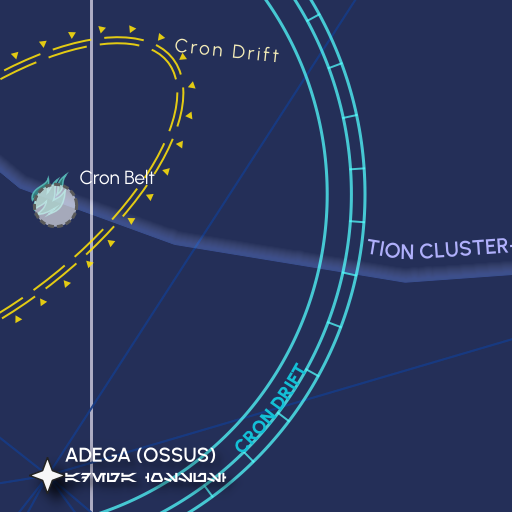 Cron Drift
Cron Belt
TION CLUSTER-
CRON DRIFT
ADEGA (OSSUS)